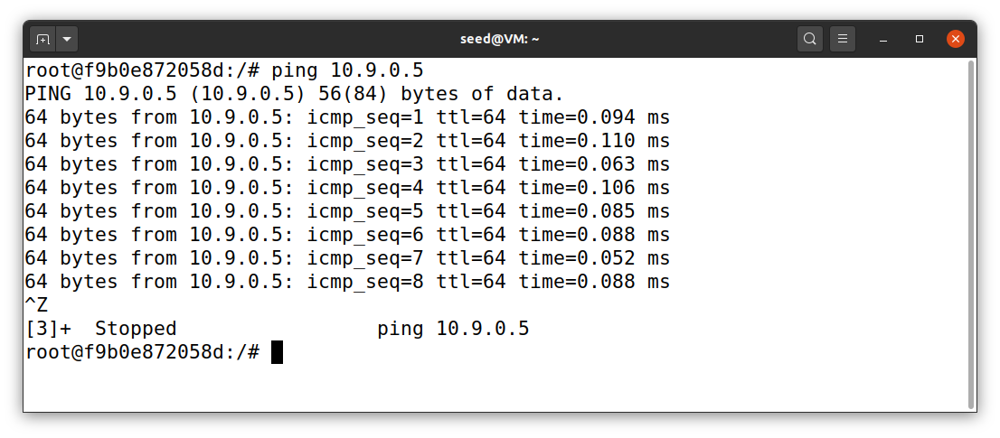 seed@VM: ~
root@f9b0e872058d:/# ping 10.9.0.5
PING 10.9.0.5 (10.9.0.5) 56(84) bytes of data.
64 bytes from 10.9.0.5: icmp_seq=1 ttl=64 time=0.094 ms
64 bytes from 10.9.0.5: icmp_seq=2 ttl=64 time=0.110 ms
64 bytes from 10.9.0.5: icmp_seq=3 ttl=64 time=0.063 ms
64 bytes from 10.9.0.5: icmp_seq=4 ttl=64 time=0.106 ms
64 bytes from 10.9.0.5: icmp_seq=5 ttl=64 time=0.085 ms
64 bytes from 10.9.0.5: icmp_seq=6 ttl=64 time=0.088 ms
64 bytes from 10.9.0.5: icmp_seq=7 ttl=64 time=0.052 ms
64 bytes from 10.9.0.5: icmp_seq=8 ttl=64 time=0.088 ms
^Z
[3]+  Stopped                 ping 10.9.0.5
root@f9b0e872058d:/#